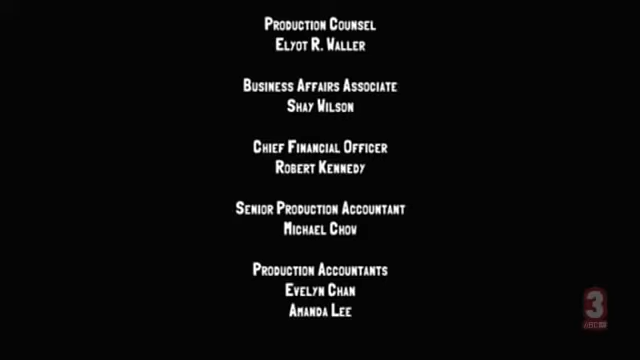 Production Counsel
Elyot R. Waller
Business Affairs Associate
Shay Wilson
Chief Financial Officer
Robert Kennedy
Senior Production Accountant
Michael Chow
Production Accountants
Evelyn Chan
Amanda Lee
3
ABC